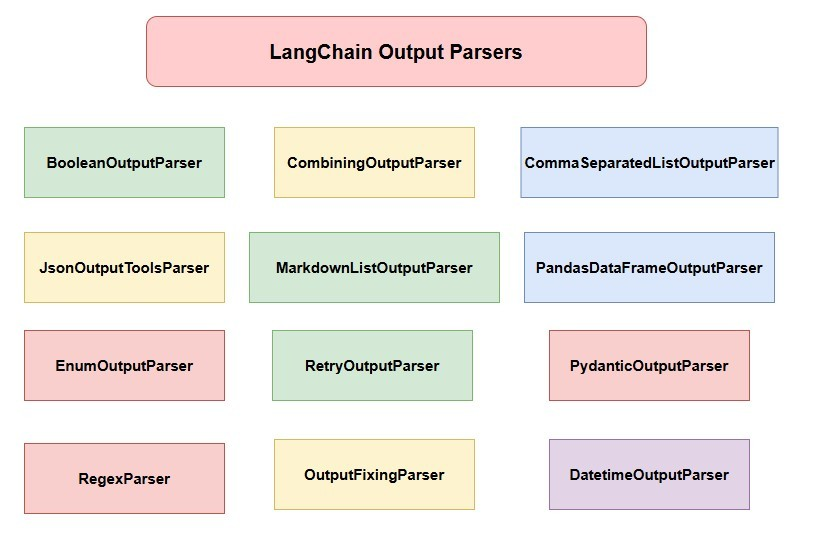 LangChain Output Parsers
BooleanOutputParser
CombiningOutputParser
CommaSeparatedListOutputParser
JsonOutputToolsParser
MarkdownListOutputParser
PandasDataFrameOutputParser
EnumOutputParser
RetryOutputParser
PydanticOutputParser
RegexParser
OutputFixingParser
DatetimeOutputParser